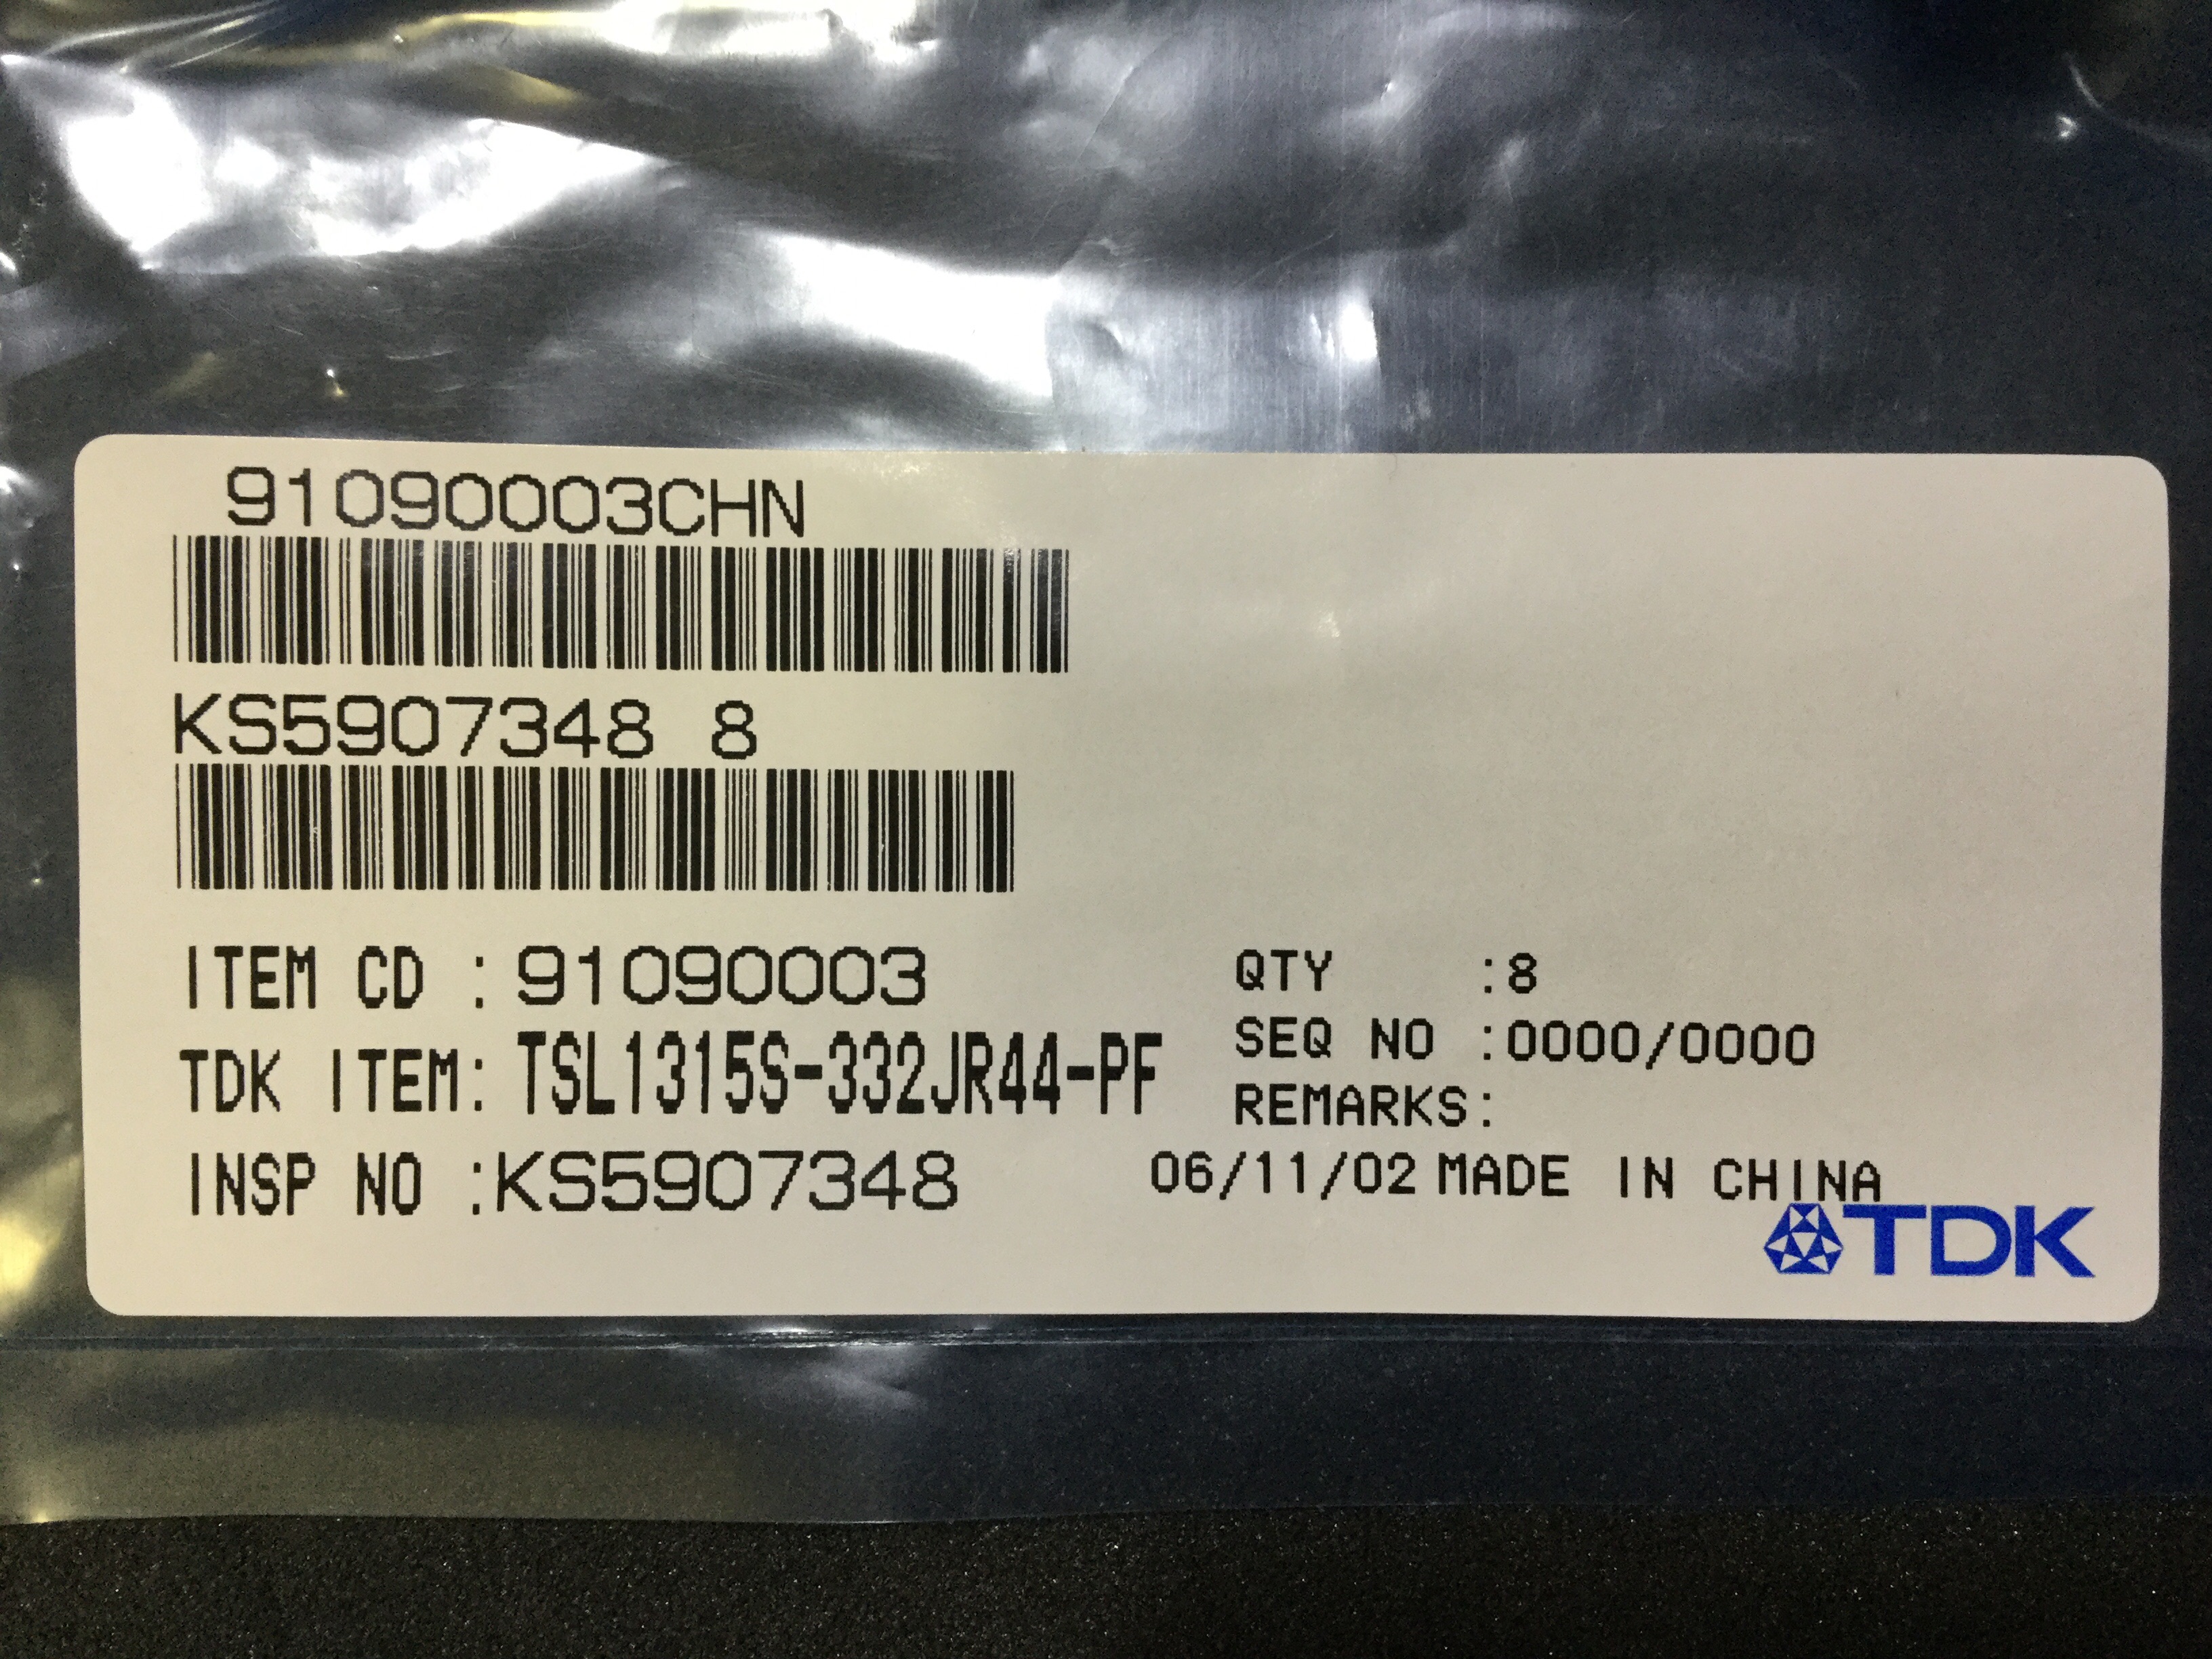 91090003CHN
KS5907348 8
ITEM CD : 91090003
TDK ITEM: TSL1315S-332JR44-PF
INSP NO :KS5907348
QTY :8
SEQ NO :0000/0000
REMARKS:
06/11/02 MADE IN CHINA
TDK